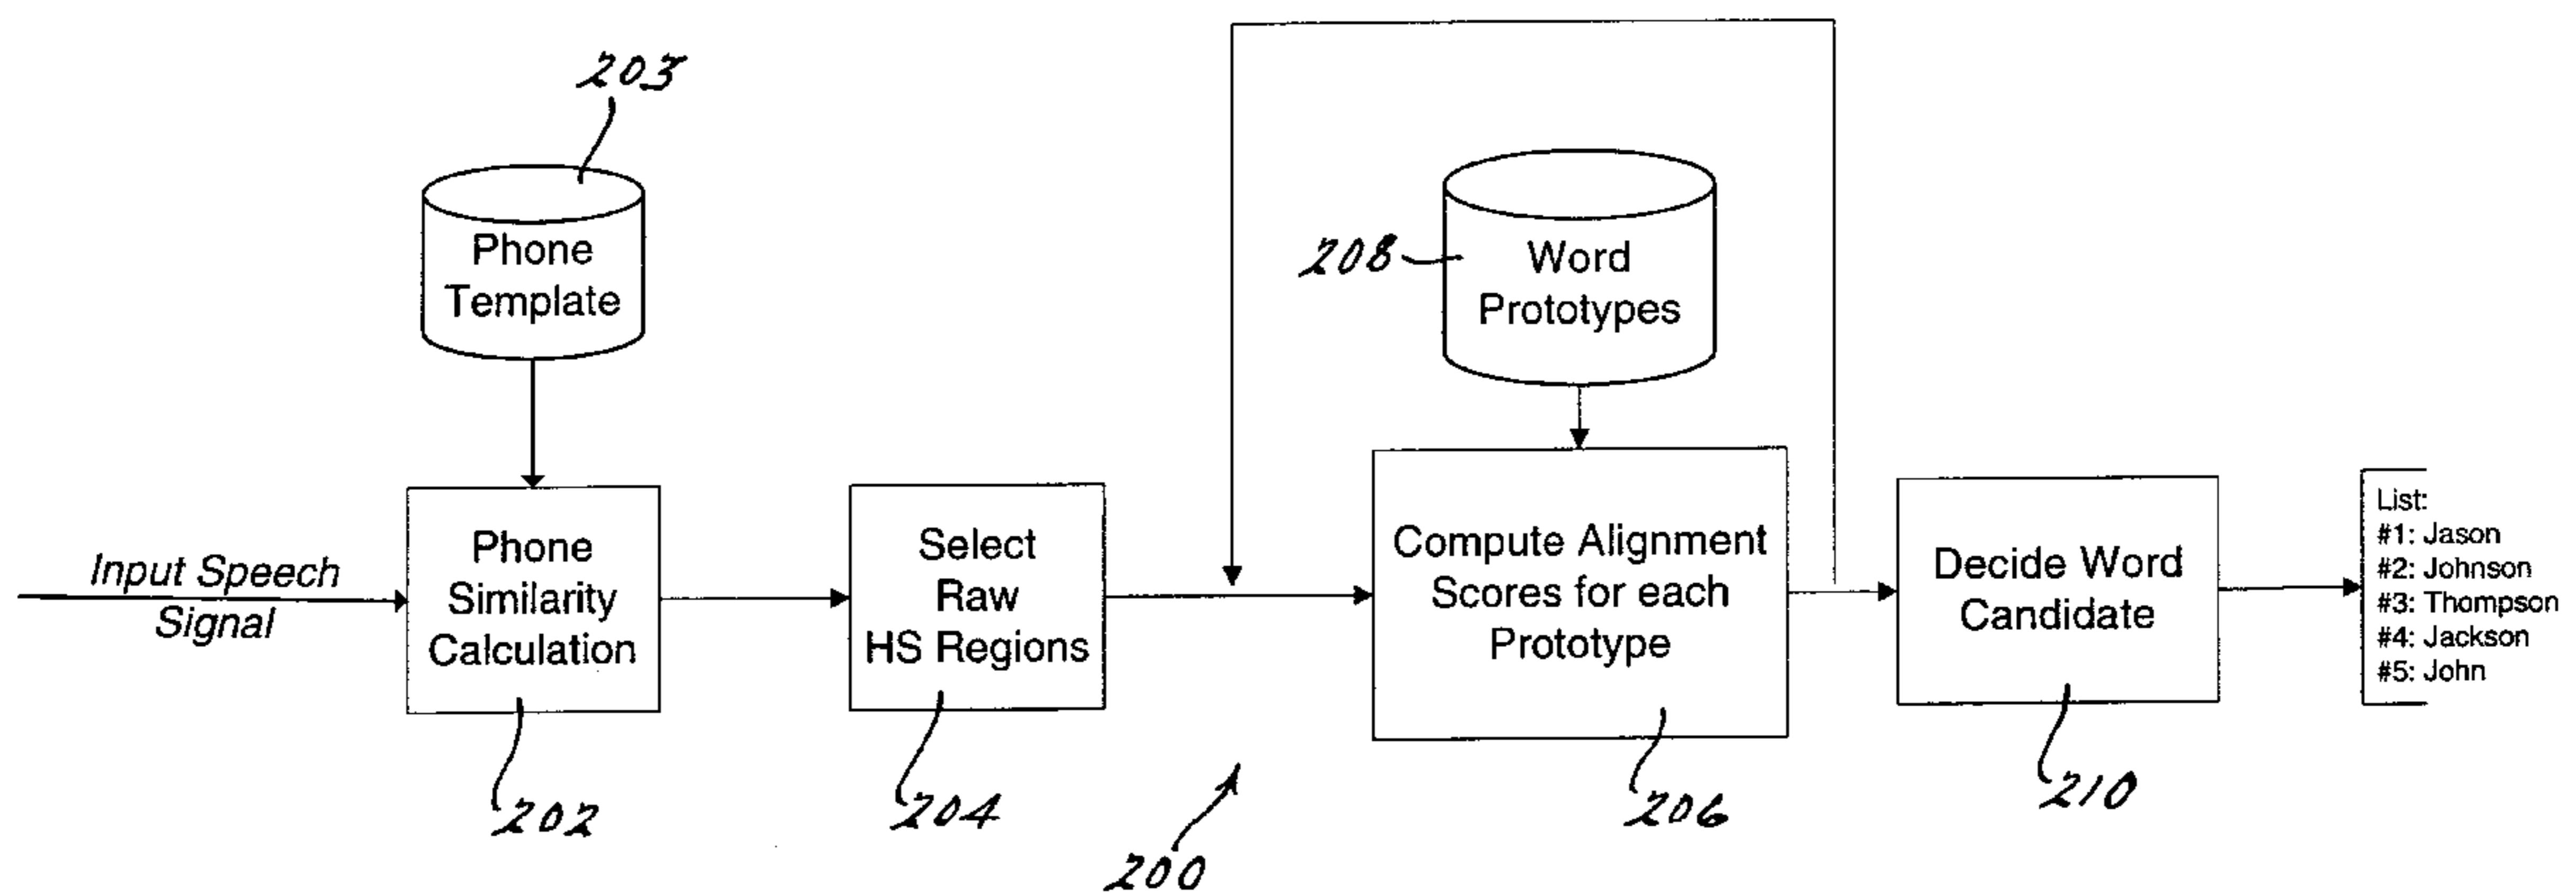 203
Phone
Template
208
Word
Prototypes
Input Speech
Signal
Phone
Similarity
Calculation
Select
Raw
HS Regions
Compute Alignment
Scores for each
Prototype
Decide Word
Candidate
List:
#1: Jason
#2: Johnson
#3: Thompson
#4: Jackson
#5: John
202
204
200
206
210